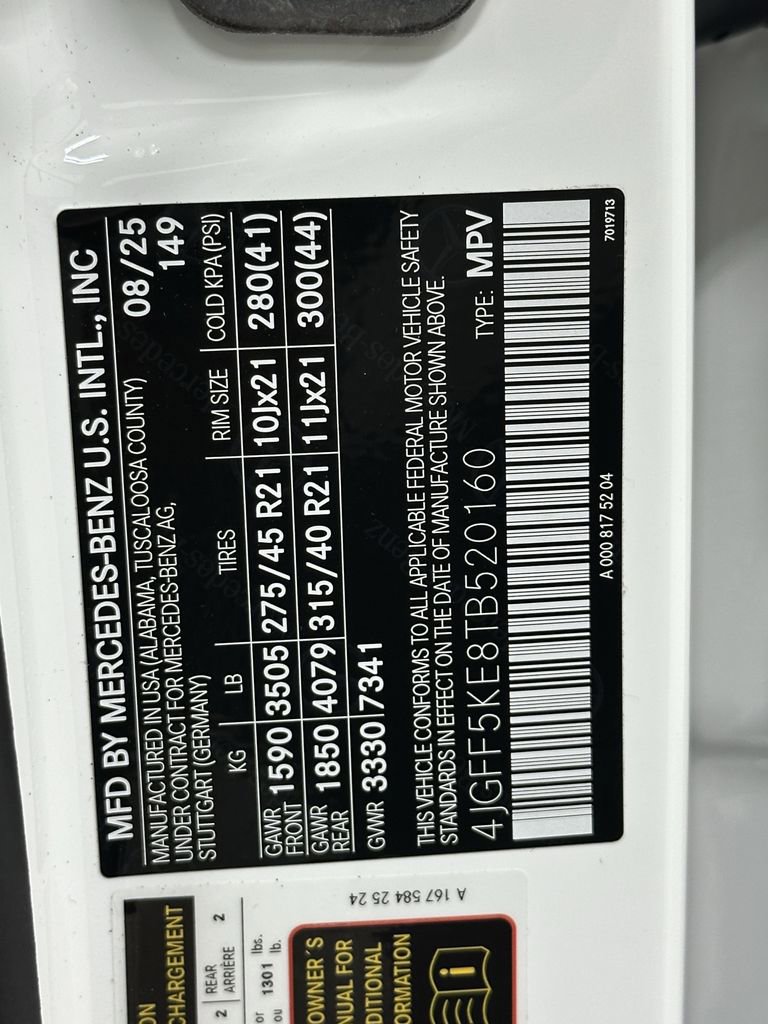 MFD BY MERCEDES-BENZ U.S. INTL., INC
MANUFACTURED IN USA (ALABAMA, TUSCALOOSA COUNTY) 08/25
UNDER CONTRACT FOR MERCEDES-BENZ AG, 149
STUTTGART (GERMANY)
KG LB TIRES RIM SIZE COLD KPA (PSI)
GAWR FRONT 1590 3505 275/45 R21 10Jx21 280(41)
GAWR REAR 1850 4079 315/40 R21 11Jx21 300(44)
GVWR 3330 7341
THIS VEHICLE CONFORMS TO ALL APPLICABLE FEDERAL MOTOR VEHICLE SAFETY
STANDARDS IN EFFECT ON THE DATE OF MANUFACTURE SHOWN ABOVE.
4JGFF5KE8TB520160 TYPE: MPV
A 000 817 52 04 7019713
CHARGEMENT
2 REAR 2
ARRIÈRE
or 1301 lbs.
ou lb.
OWNER'S
FOR
A 167 584 25 24